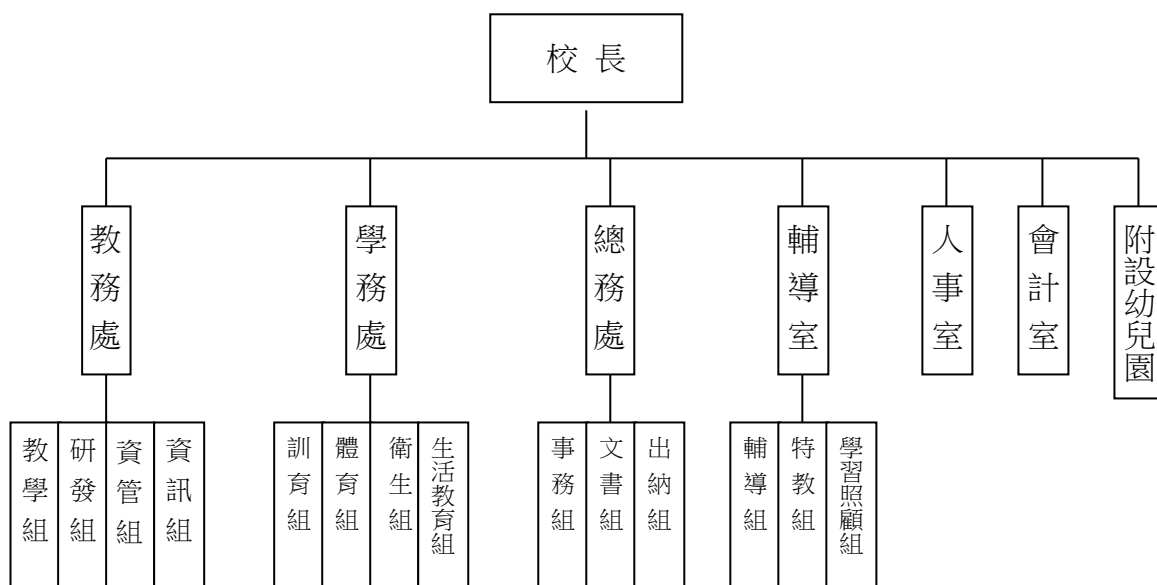 校長
教務處
學務處
總務處
輔導室
人事室
會計室
附設幼兒園
教學組
研發組
資管組
資訊組
訓育組
體育組
衛生組
生活教育組
事務組
文書組
出納組
輔導組
特教組
學習照顧組